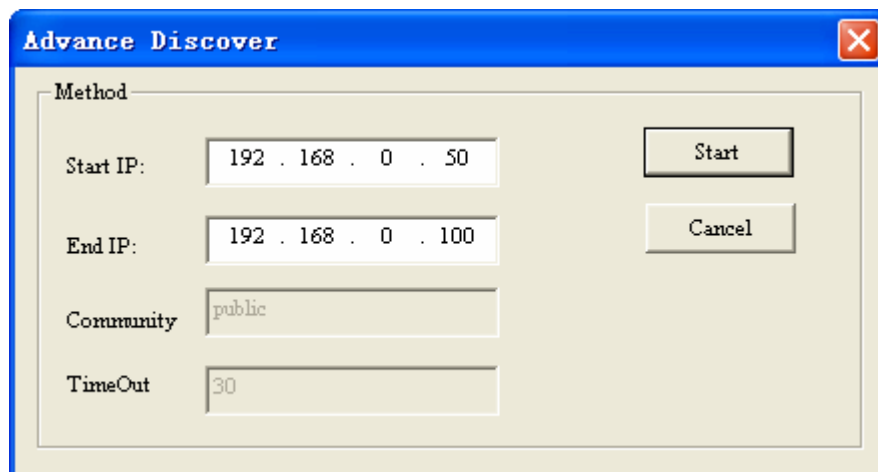 Advance Discover
Method
Start IP: 192 . 168 . 0 . 50
Start
End IP: 192 . 168 . 0 . 100
Cancel
Community public
TimeOut 30